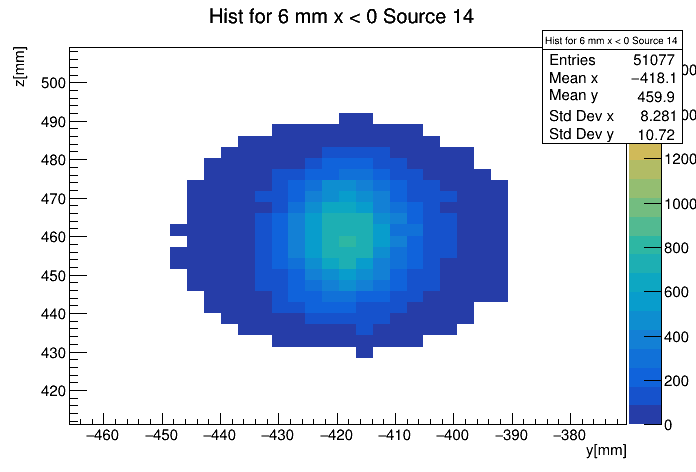 Hist for 6 mm x < 0 Source 14
z[mm]
Hist for 6 mm x < 0 Source 14
Entries 51077
Mean x −418.1
Mean y 459.9
Std Dev x 8.281
Std Dev y 10.72
500
490
480
470
460
450
440
430
420
1200
1000
800
600
400
200
0
−460 −450 −440 −430 −420 −410 −400 −390 −380
y[mm]